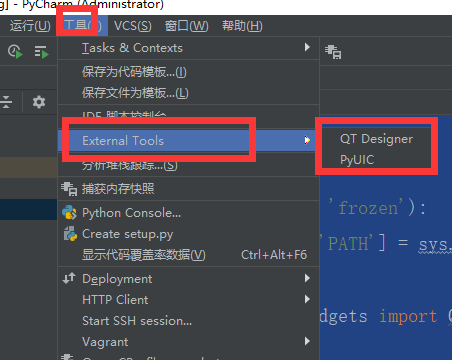 g] - PyCharm (Administrator)
运行(U) 工具(T) VCS(S) 窗口(W) 帮助(H)
Tasks & Contexts
保存为代码模板...(I)
保存文件为模板...(L)
IDE 脚本控制台
External Tools
QT Designer
PyUIC
分析堆栈跟踪...(S)
捕获内存快照
Python Console...
Create setup.py
显示代码覆盖率数据(V) Ctrl+Alt+F6
Deployment
HTTP Client
Start SSH session...
Vagrant
'frozen'):
'PATH'] = sys.
dgets import